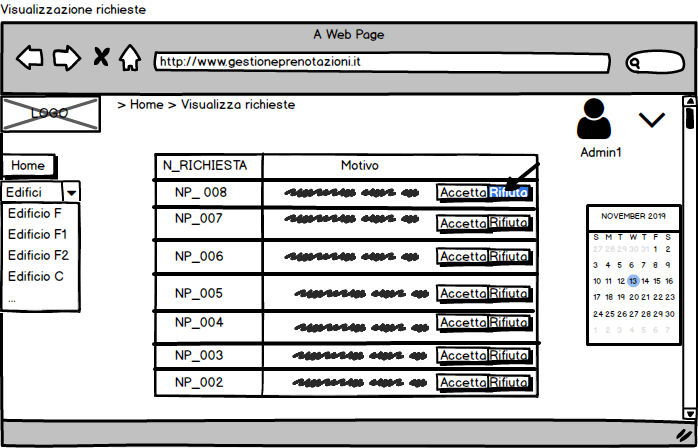 Visualizzazione richieste
A Web Page
http://www.gestioneprenotazioni.it
LOGO
> Home > Visualizza richieste
Admin1
Home
Edifici
Edificio F
Edificio F1
Edificio F2
Edificio C
...
N_RICHIESTA Motivo
NP_ 008 Accetta Rifiuta
NP_007 Accetta Rifiuta
NP_006 Accetta Rifiuta
NP_005 Accetta Rifiuta
NP_004 Accetta Rifiuta
NP_003 Accetta Rifiuta
NP_002 Accetta Rifiuta
NOVEMBER 2019
S M T W T F S
27 28 29 30 31 1 2
3 4 5 6 7 8 9
10 11 12 13 14 15 16
17 18 19 20 21 22 23
24 25 26 27 28 29 30
1 2 3 4 5 6 7